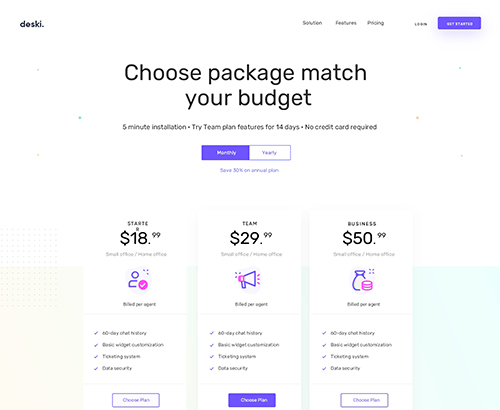 deski.
Solution Features Pricing LOGIN GET STARTED
Choose package match
your budget
5 minute installation • Try Team plan features for 14 days • No credit card required
Monthly Yearly
Save 30% on annual plan
STARTE
R
$18.99
Small office / Home office
Billed per agent
60-day chat history
Basic widget customization
Ticketing system
Data security
Choose Plan
TEAM
$29.99
Small office / Home office
Billed per agent
60-day chat history
Basic widget customization
Ticketing system
Data security
Choose Plan
BUSINESS
$50.99
Small office / Home office
Billed per agent
60-day chat history
Basic widget customization
Ticketing system
Data security
Choose Plan